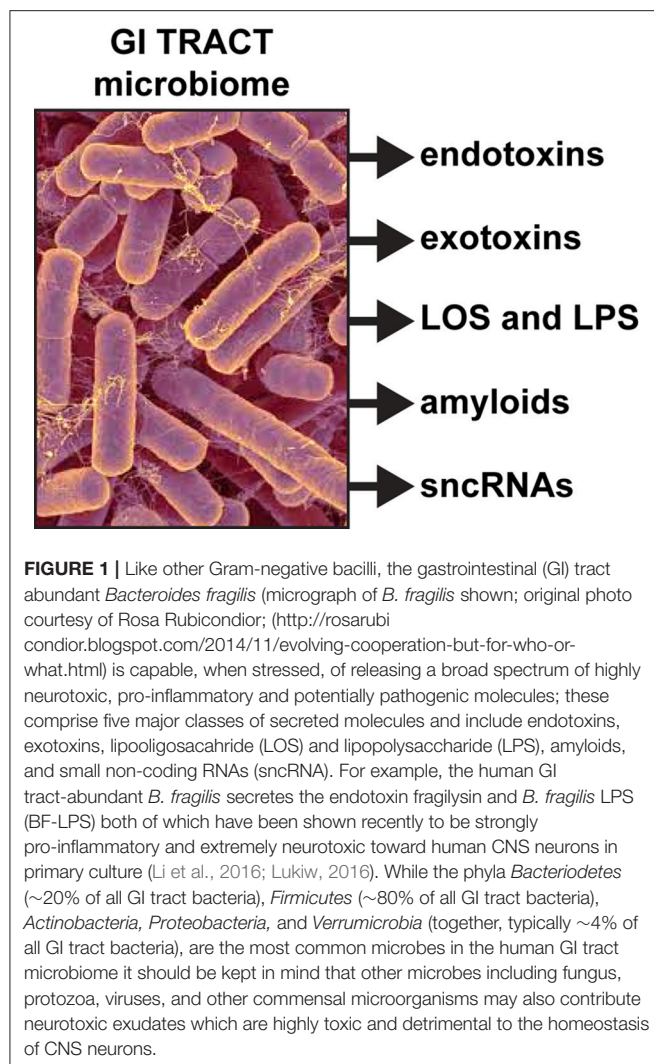 GI TRACT
microbiome
endotoxins
exotoxins
LOS and LPS
amyloids
sncRNAs
FIGURE 1 | Like other Gram-negative bacilli, the gastrointestinal (GI) tract
abundant Bacteroides fragilis (micrograph of B. fragilis shown; original photo
courtesy of Rosa Rubicondior; (http://rosarubi
condior.blogspot.com/2014/11/evolving-cooperation-but-for-who-or-
what.html) is capable, when stressed, of releasing a broad spectrum of highly
neurotoxic, pro-inflammatory and potentially pathogenic molecules; these
comprise five major classes of secreted molecules and include endotoxins,
exotoxins, lipooligosacahride (LOS) and lipopolysaccharide (LPS), amyloids,
and small non-coding RNAs (sncRNA). For example, the human GI
tract-abundant B. fragilis secretes the endotoxin fragilysin and B. fragilis LPS
(BF-LPS) both of which have been shown recently to be strongly
pro-inflammatory and extremely neurotoxic toward human CNS neurons in
primary culture (Li et al., 2016; Lukiw, 2016). While the phyla Bacteriodetes
(~20% of all GI tract bacteria), Firmicutes (~80% of all GI tract bacteria),
Actinobacteria, Proteobacteria, and Verrumicrobia (together, typically ~4% of
all GI tract bacteria), are the most common microbes in the human GI tract
microbiome it should be kept in mind that other microbes including fungus,
protozoa, viruses, and other commensal microorganisms may also contribute
neurotoxic exudates which are highly toxic and detrimental to the homeostasis
of CNS neurons.